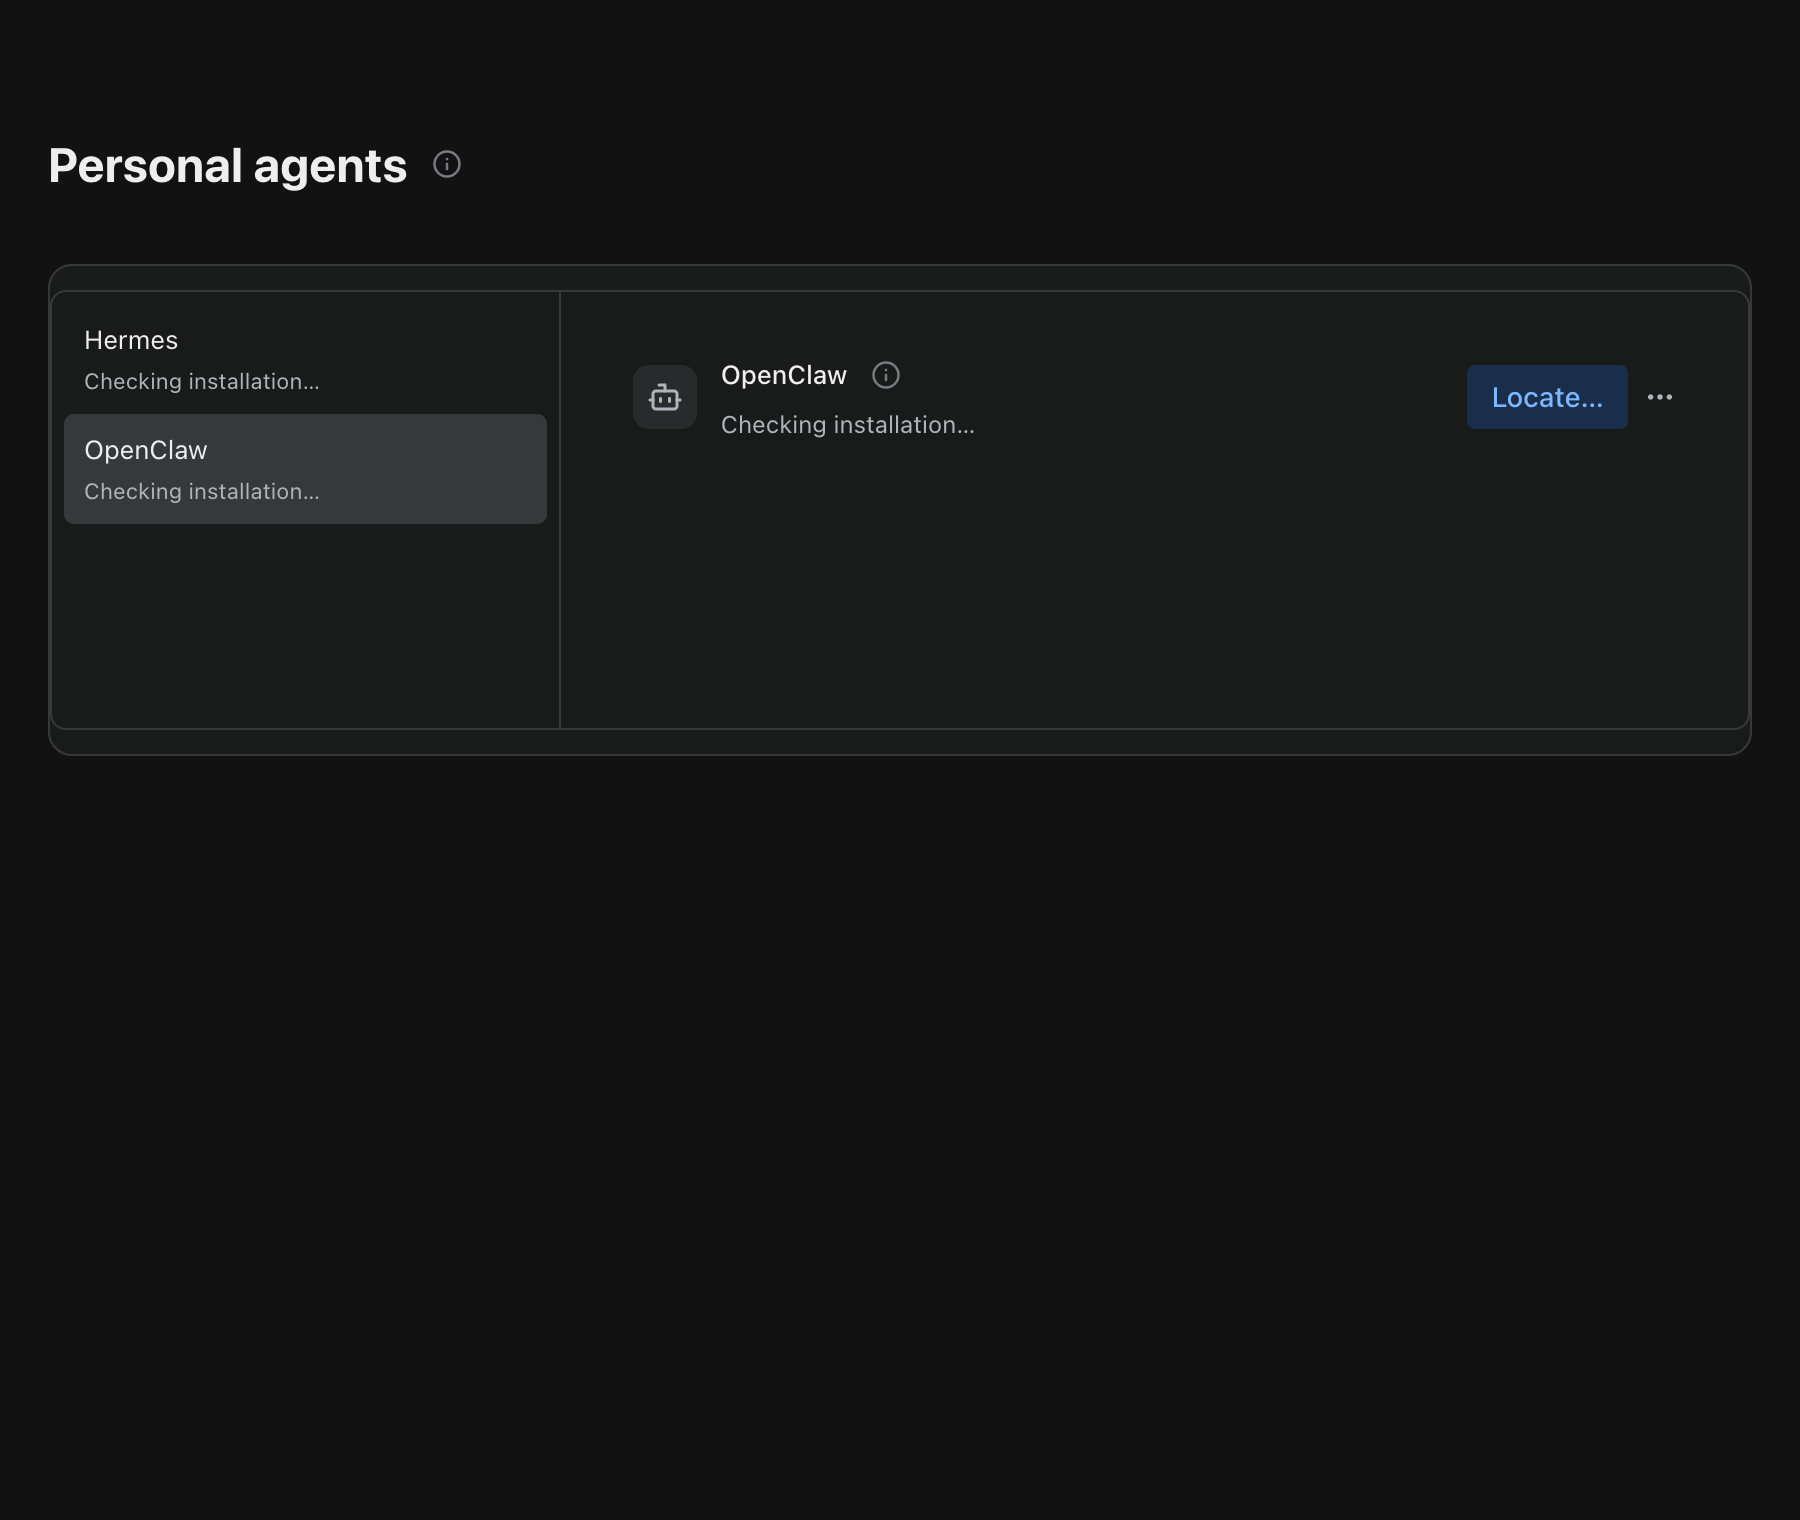 Personal agents
Hermes
Checking installation...
OpenClaw
Checking installation...
OpenClaw
Checking installation...
Locate...